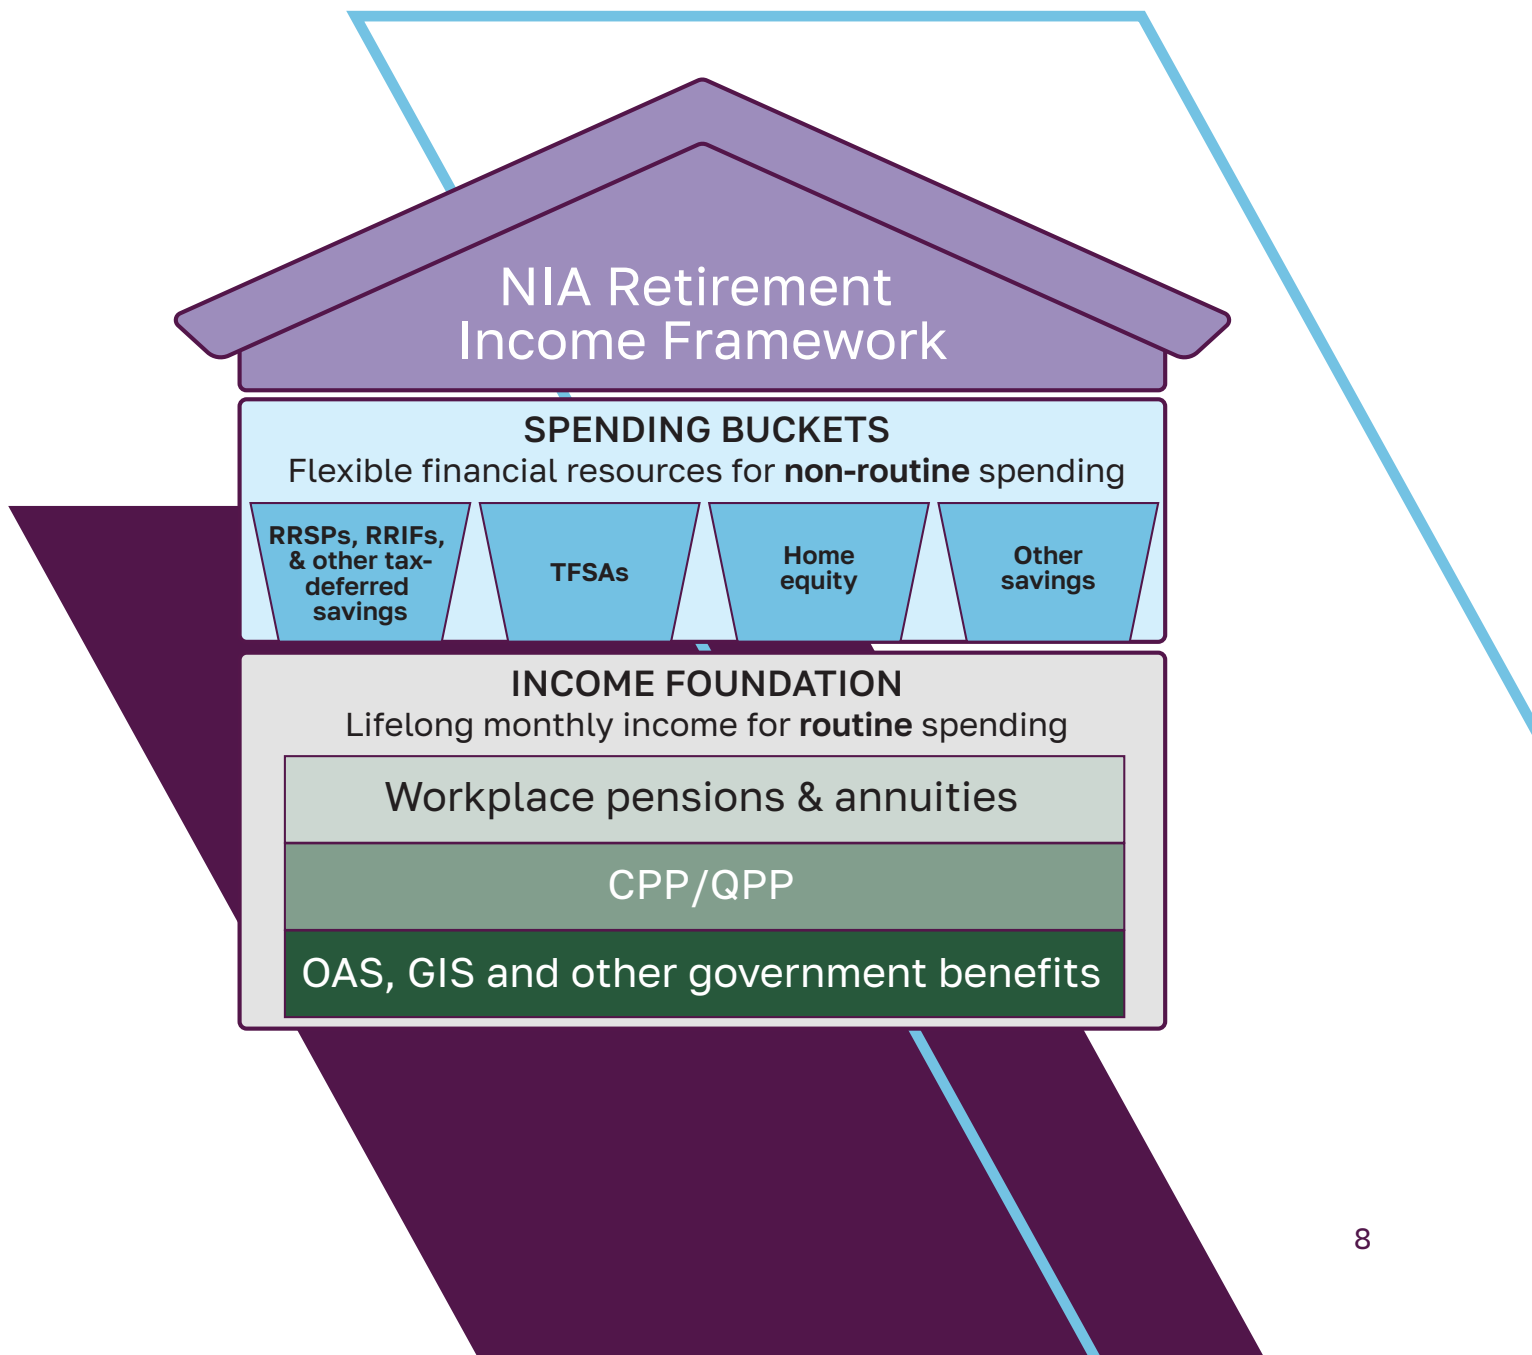 NIA Retirement
Income Framework
SPENDING BUCKETS
Flexible financial resources for non-routine spending
RRSPs, RRIFs,
& other tax-
deferred
savings
TFSAs
Home
equity
Other
savings
INCOME FOUNDATION
Lifelong monthly income for routine spending
Workplace pensions & annuities
CPP/QPP
OAS, GIS and other government benefits
8